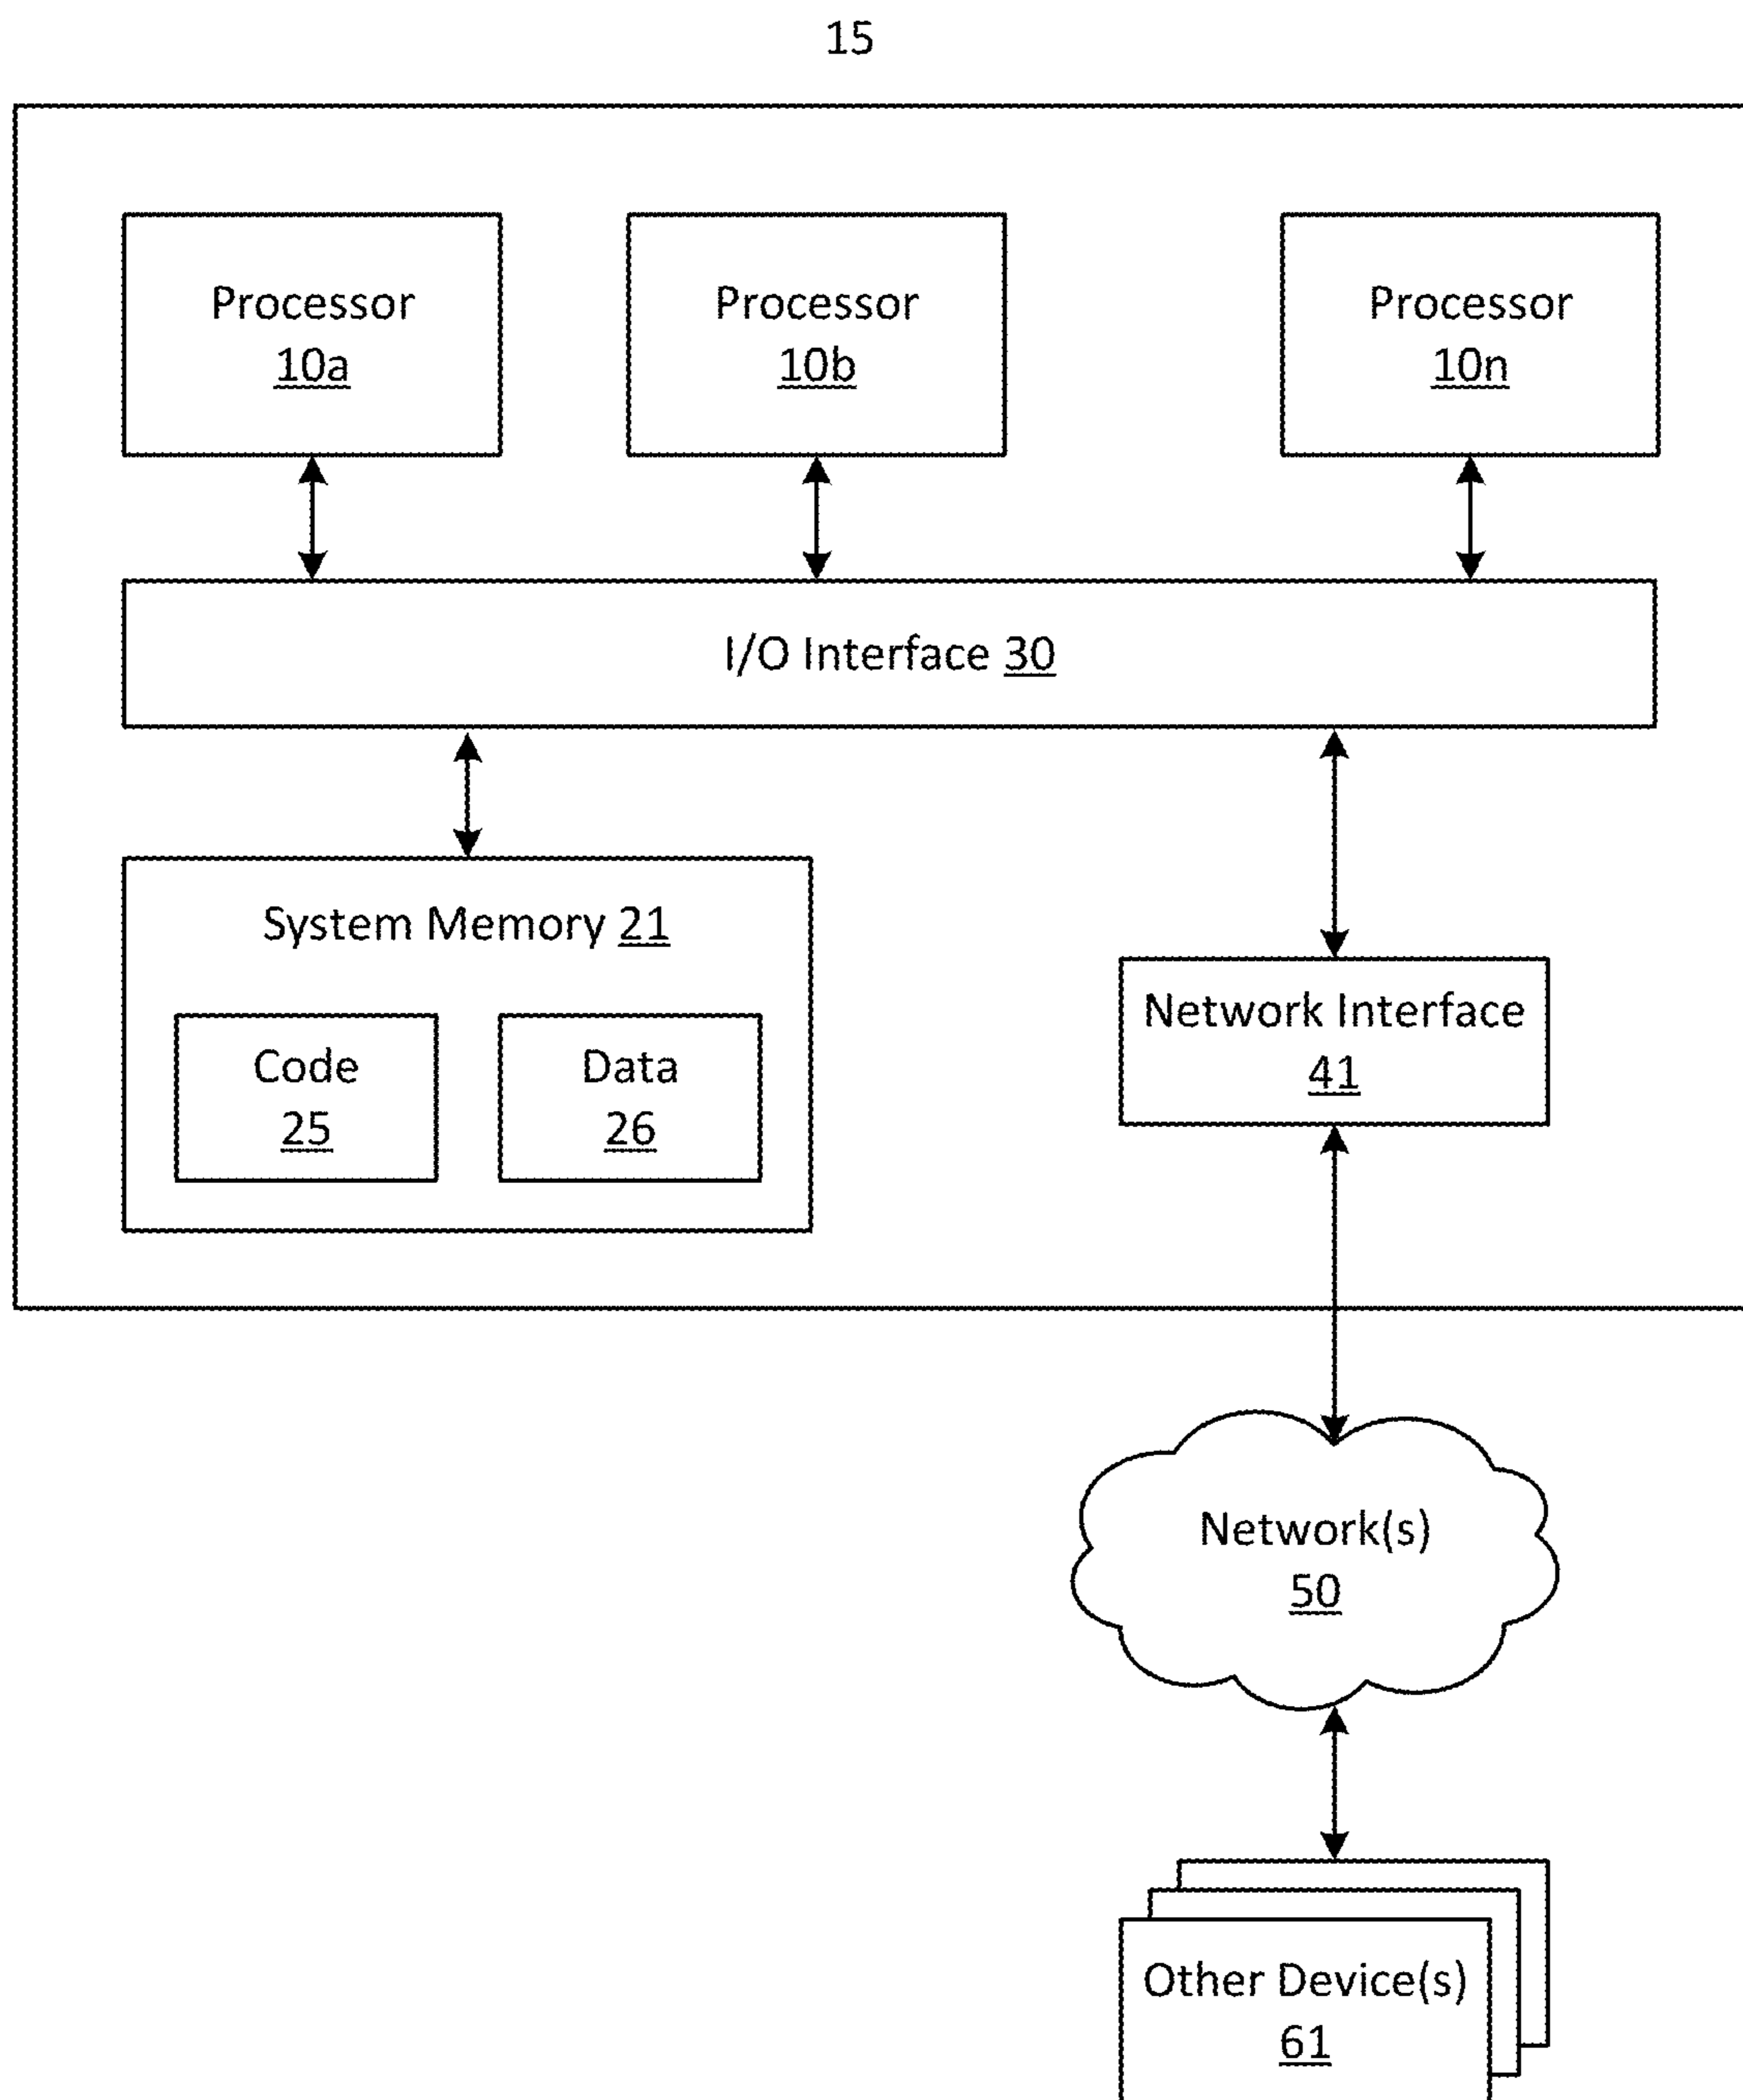 15
Processor
10a
Processor
10b
Processor
10n
I/O Interface 30
System Memory 21
Code
25
Data
26
Network Interface
41
Network(s)
50
Other Device(s)
61